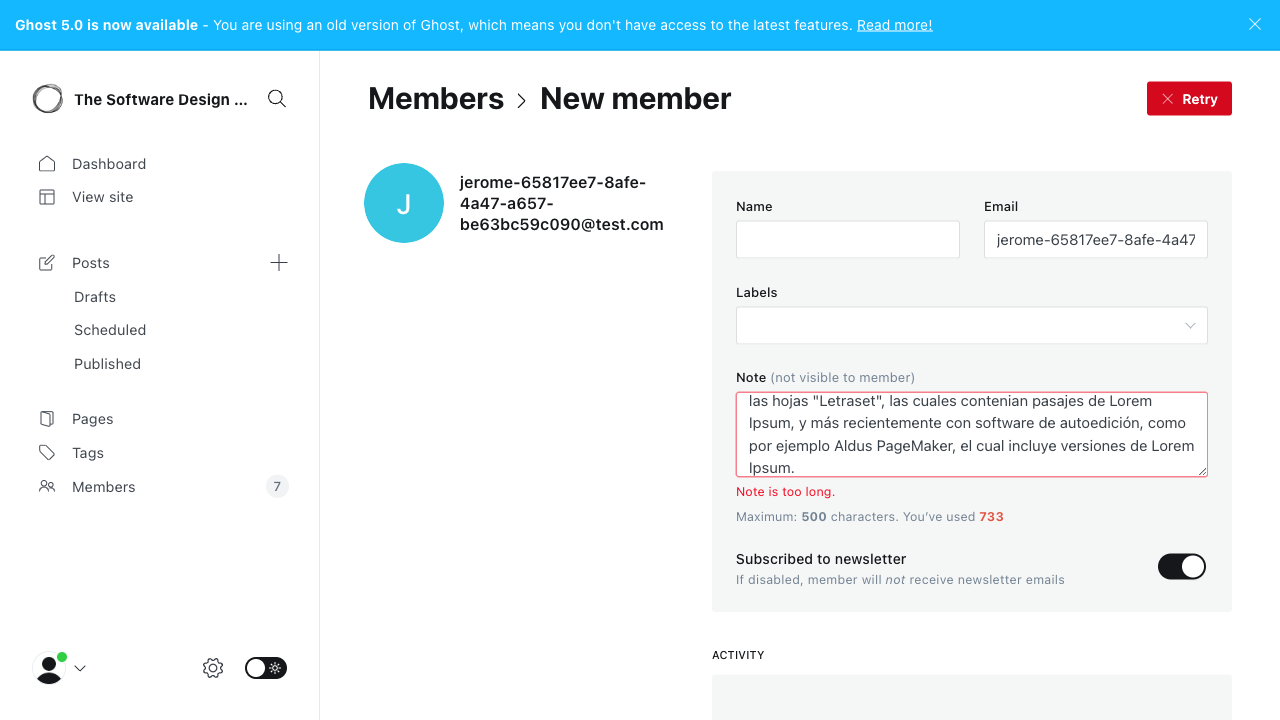 Ghost 5.0 is now available - You are using an old version of Ghost, which means you don't have access to the latest features. Read more!
The Software Design ...
Dashboard
View site
Posts
Drafts
Scheduled
Published
Pages
Tags
Members
7
Members
New member
Retry
J
jerome-65817ee7-8afe-
4a47-a657-
be63bc59c090@test.com
Name
Email
jerome-65817ee7-8afe-4a47
Labels
Note (not visible to member)
las hojas "Letraset", las cuales contenian pasajes de Lorem
Ipsum, y más recientemente con software de autoedición, como
por ejemplo Aldus PageMaker, el cual incluye versiones de Lorem
Ipsum.
Note is too long.
Maximum: 500 characters. You've used 733
Subscribed to newsletter
If disabled, member will not receive newsletter emails
ACTIVITY